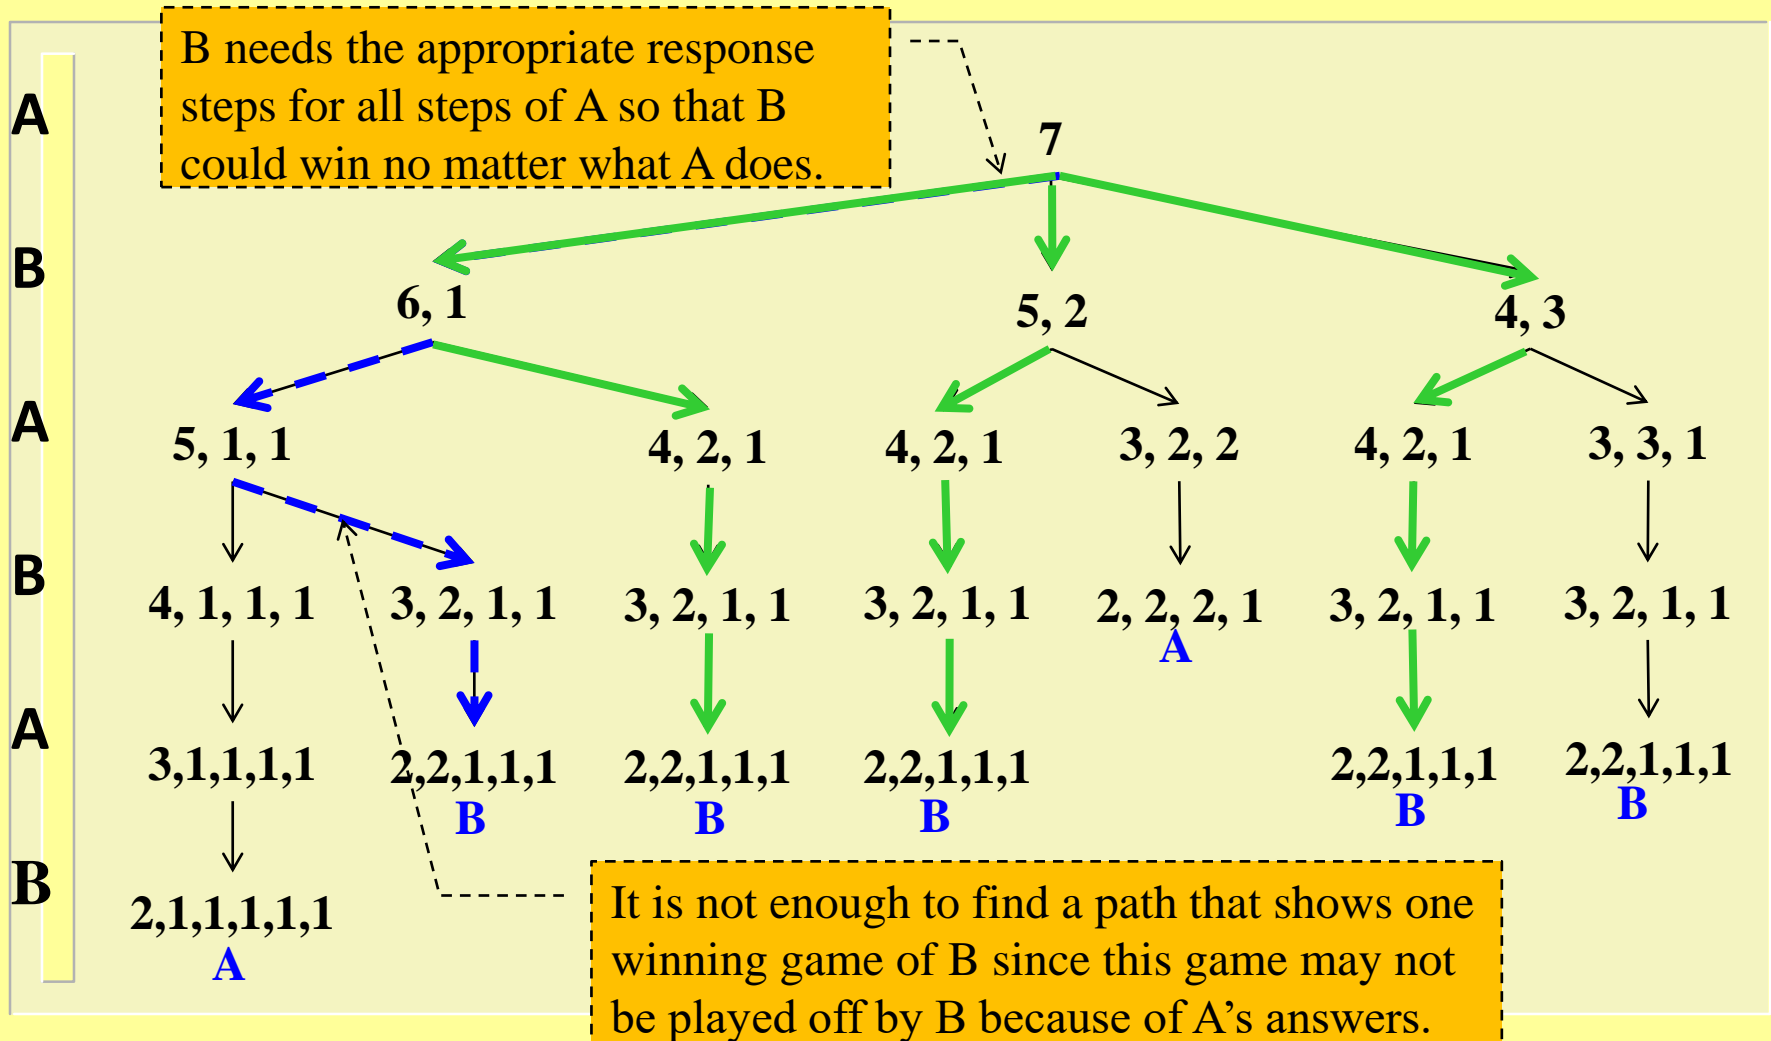 B needs the appropriate response
steps for all steps of A so that B
could win no matter what A does.
A
7
B
6, 1
5, 2
4, 3
A
5, 1, 1
4, 2, 1
4, 2, 1
3, 2, 2
4, 2, 1
3, 3, 1
B
4, 1, 1, 1
3, 2, 1, 1
3, 2, 1, 1
3, 2, 1, 1
2, 2, 2, 1
3, 2, 1, 1
3, 2, 1, 1
A
A
3,1,1,1,1
2,2,1,1,1
2,2,1,1,1
2,2,1,1,1
2,2,1,1,1
2,2,1,1,1
B
B
B
B
B
B
2,1,1,1,1,1
A
It is not enough to find a path that shows one
winning game of B since this game may not
be played off by B because of A's answers.